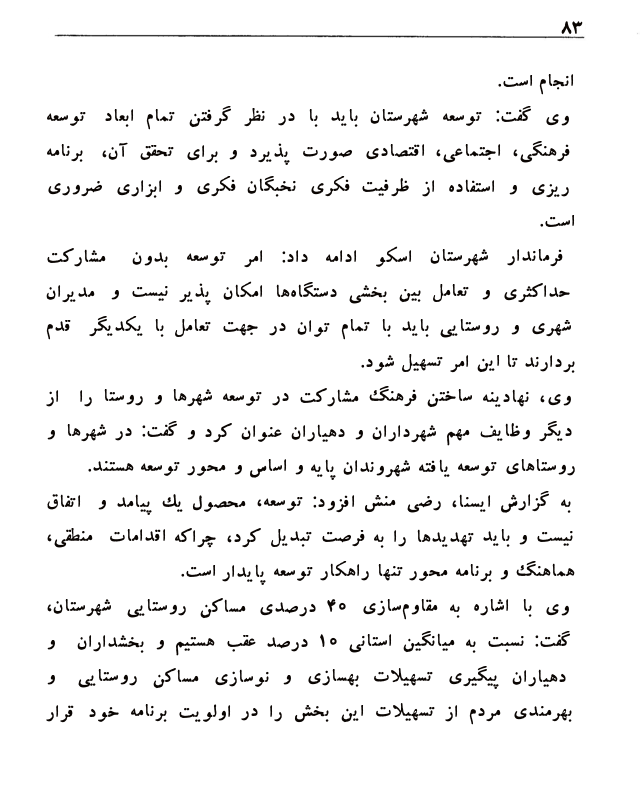 ۸۳
انجام است.
وی گفت: توسعه شهرستان باید با در نظر گرفتن تمام ابعاد توسعه
فرهنگی، اجتماعی، اقتصادی صورت پذیرد و برای تحقق آن، برنامه
ریزی و استفاده از ظرفیت فکری نخبگان فکری و ابزاری ضروری
است.
فرماندار شهرستان اسکو ادامه داد: امر توسعه بدون مشارکت
حداکثری و تعامل بین بخشی دستگاه‌ها امکان پذیر نیست و مدیران
شهری و روستایی باید با تمام توان در جهت تعامل با یکدیگر قدم
بردارند تا این امر تسهیل شود.
وی، نهادینه ساختن فرهنگ مشارکت در توسعه شهرها و روستا را از
دیگر وظایف مهم شهرداران و دهیاران عنوان کرد و گفت: در شهرها و
روستاهای توسعه یافته شهروندان پایه و اساس و محور توسعه هستند.
به گزارش ایسنا، رضی منش افزود: توسعه، محصول یك پیامد و اتفاق
نیست و باید تهدیدها را به فرصت تبدیل کرد، چراکه اقدامات منطقی،
هماهنگ و برنامه محور تنها راهکار توسعه پایدار است.
وی با اشاره به مقاوم‌سازی ۴۰ درصدی مساکن روستایی شهرستان،
گفت: نسبت به میانگین استانی ۱۰ درصد عقب هستیم و بخشداران و
دهیاران پیگیری تسهیلات بهسازی و نوسازی مساکن روستایی و
بهرمندی مردم از تسهیلات این بخش را در اولویت برنامه خود قرار